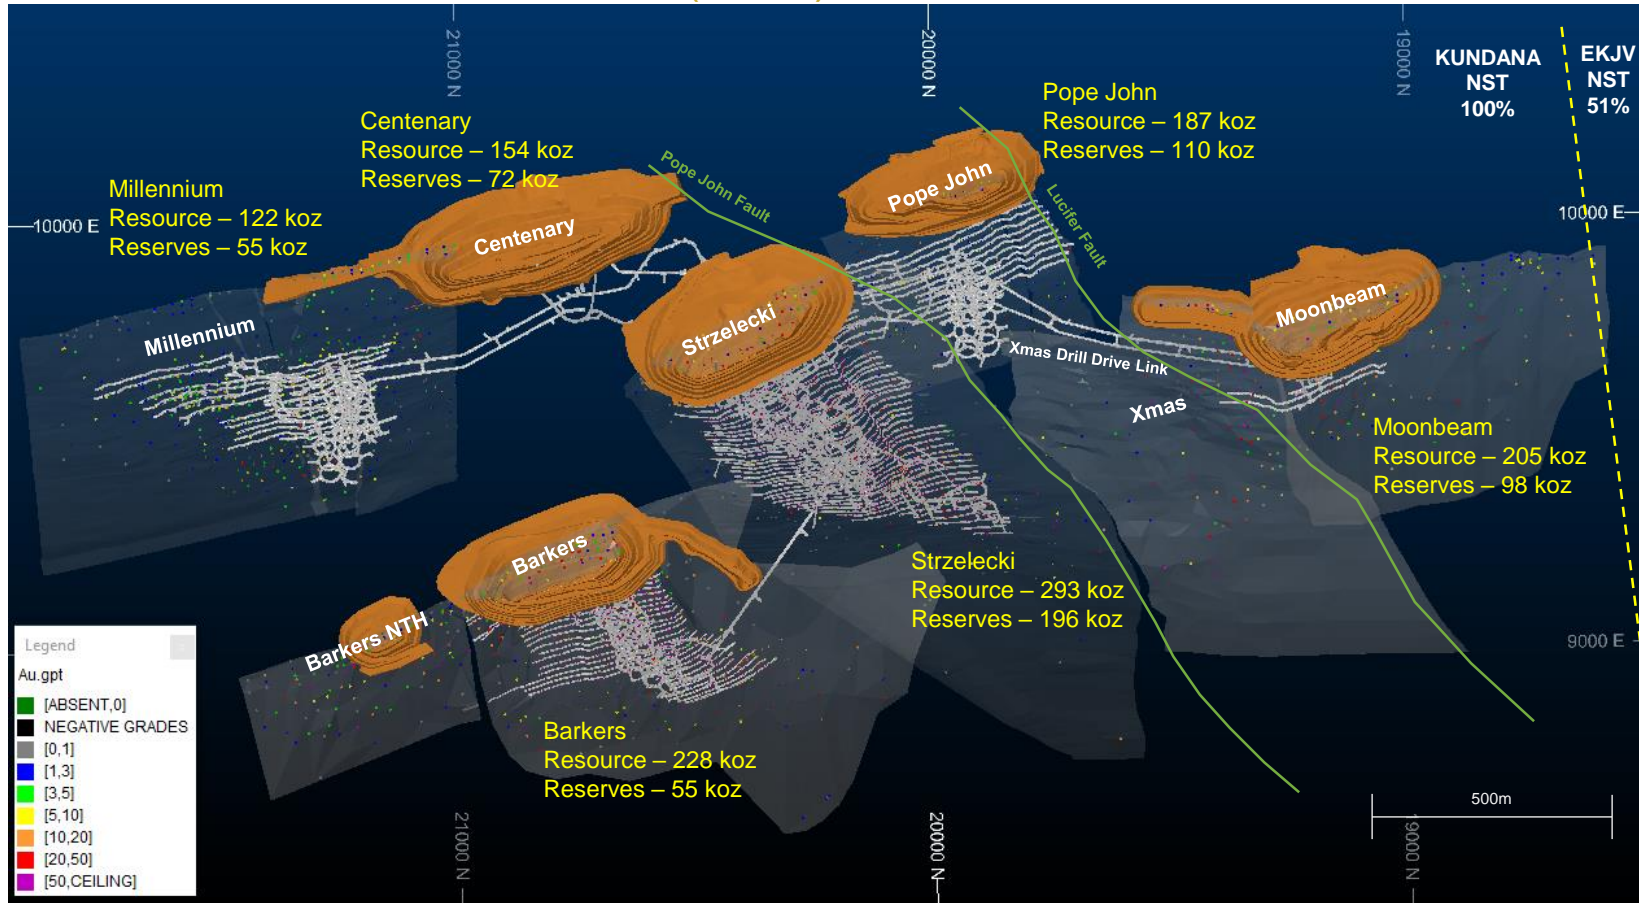 21000 N
20000 N
19000 N
KUNDANA
NST
100%
EKJV
NST
51%
Pope John
Resource – 187 koz
Reserves – 110 koz
Centenary
Resource – 154 koz
Reserves – 72 koz
Millennium
Resource – 122 koz
Reserves – 55 koz
Pope John Fault
Pope John
Lucifer Fault
10000 E
10000 E
Centenary
Millennium
Strzelecki
Moonbeam
Xmas Drill Drive Link
Xmas
Moonbeam
Resource – 205 koz
Reserves – 98 koz
Barkers
Strzelecki
Resource – 293 koz
Reserves – 196 koz
Barkers NTH
9000 E
Legend
Au.gpt
[ABSENT,0]
NEGATIVE GRADES
[0,1]
[1,3]
[3,5]
[5,10]
[10,20]
[20,50]
[50,CEILING]
Barkers
Resource – 228 koz
Reserves – 55 koz
500m
21000 N
20000 N
19000 N